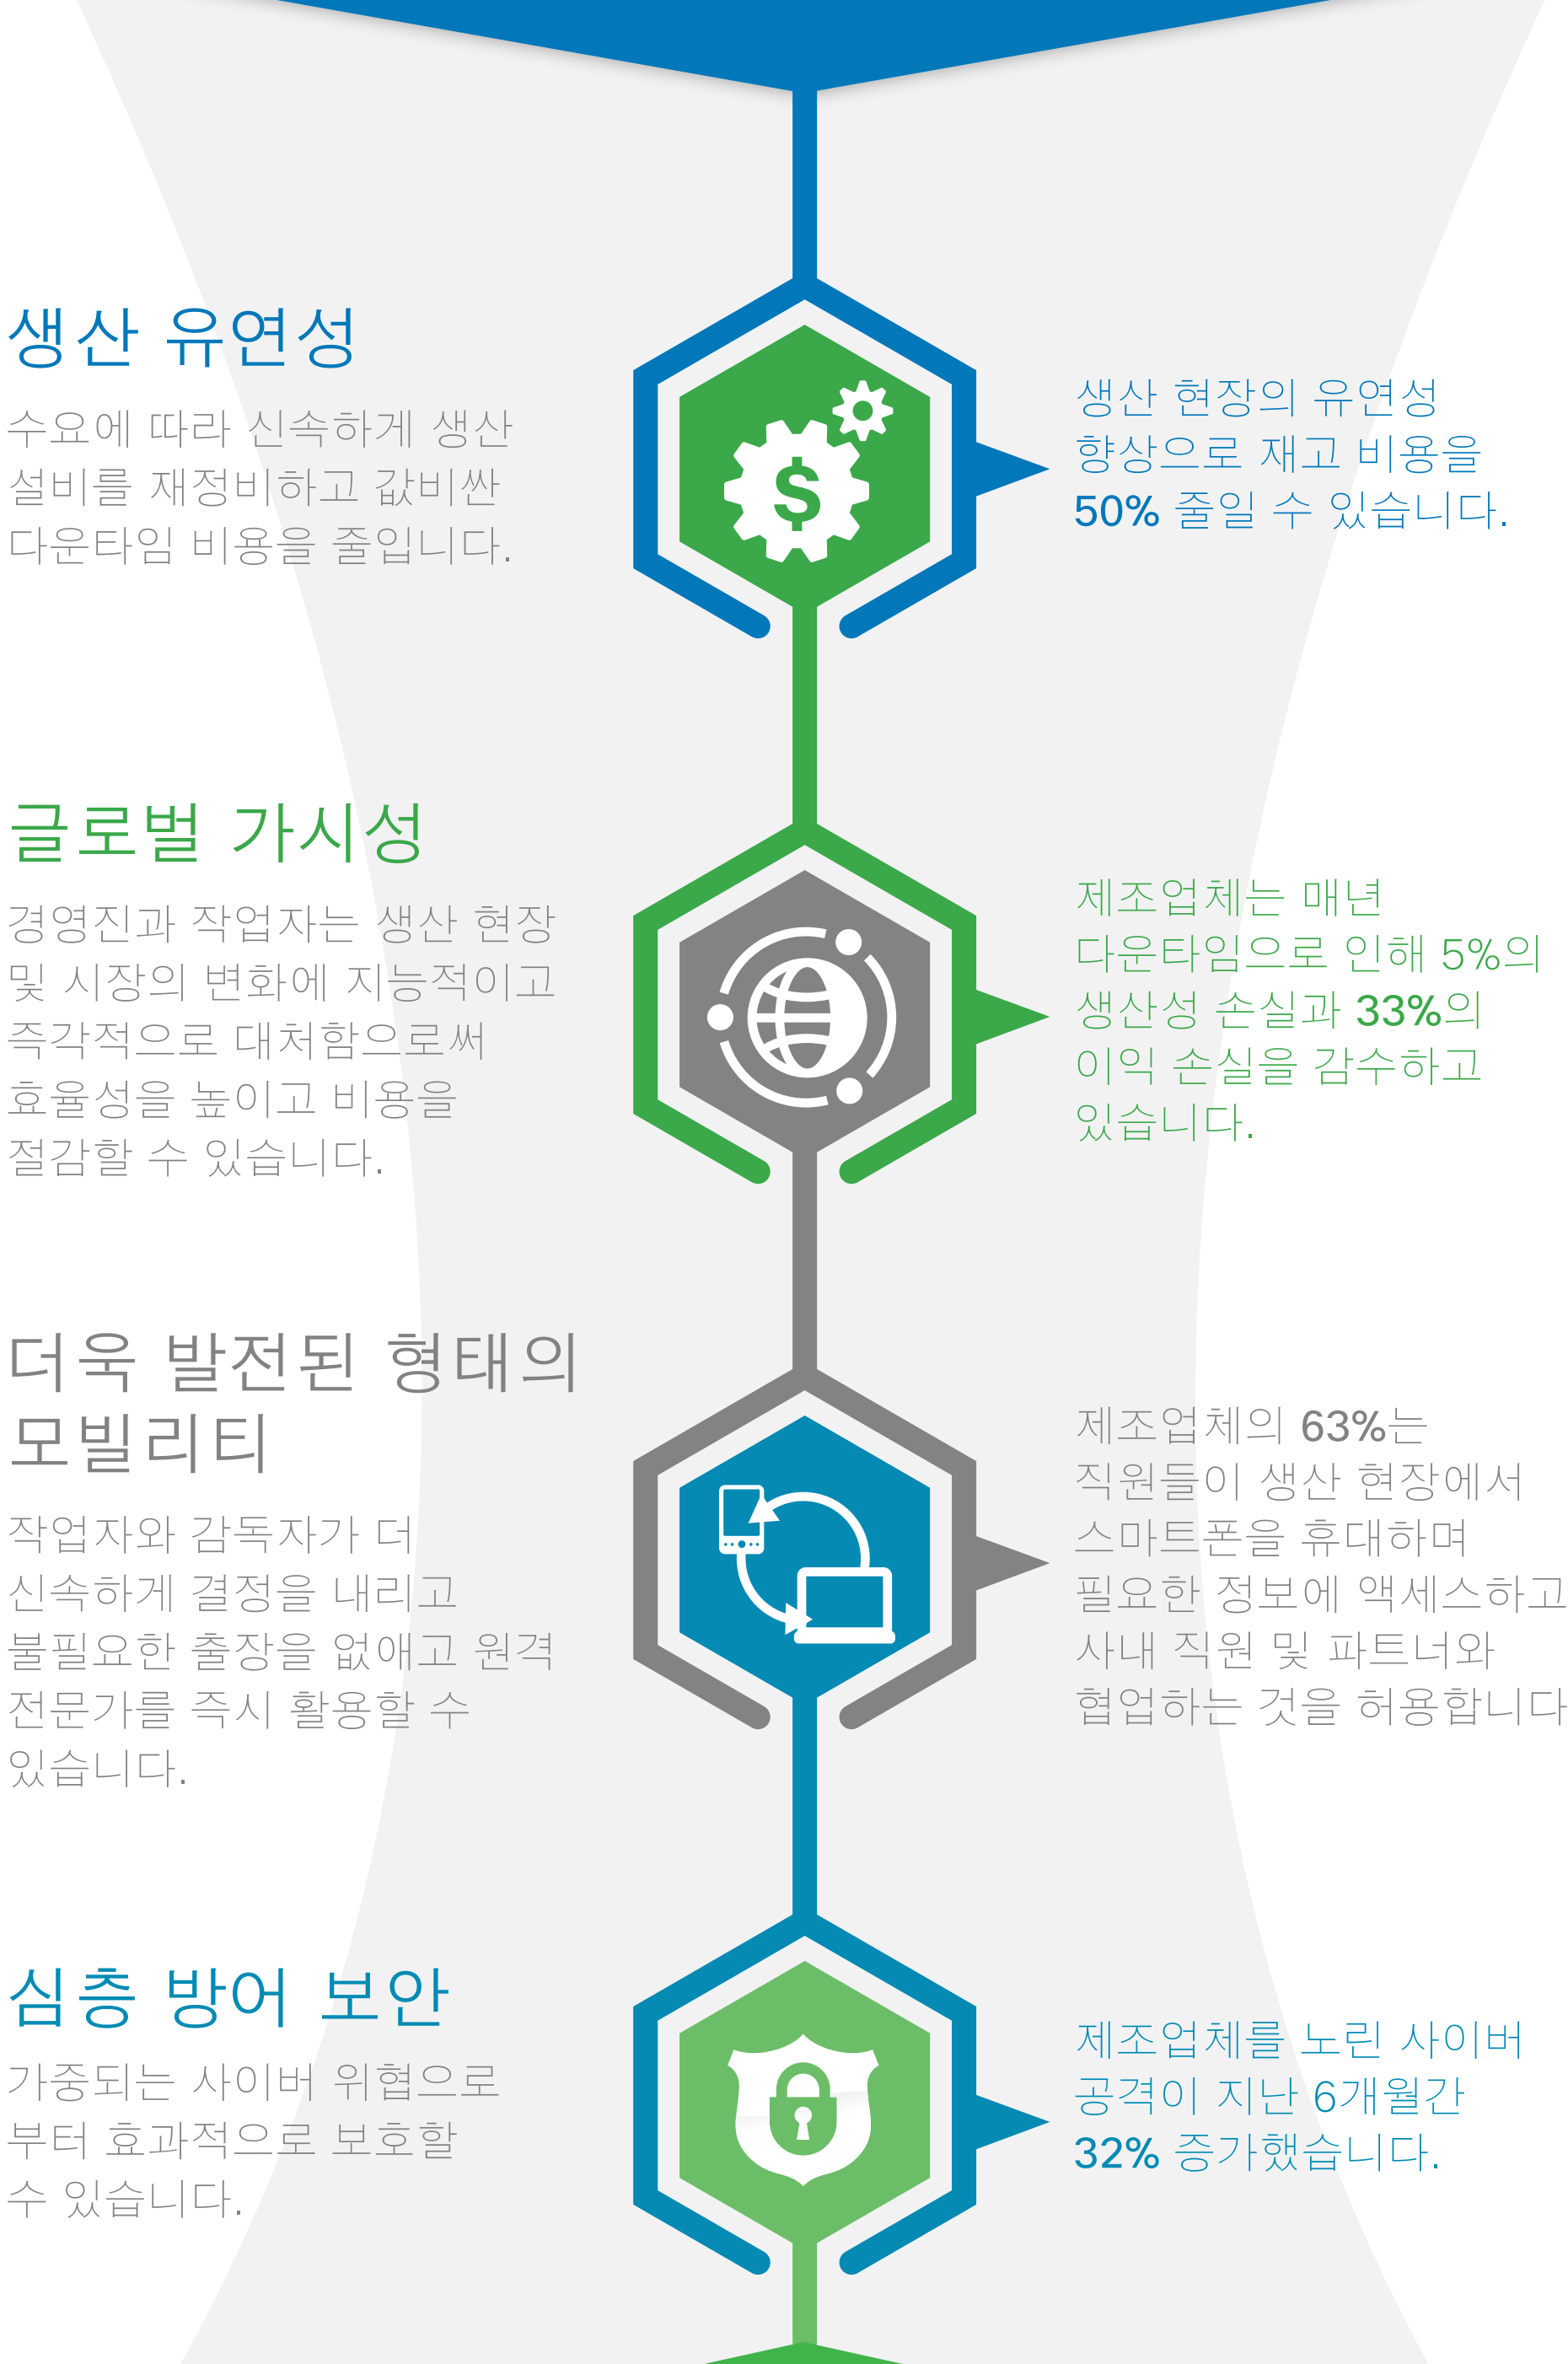 생산 유연성
수요에 따라 신속하게 생산
설비를 재정비하고 값비싼
다운타임 비용을 줄입니다.
생산 현장의 유연성
향상으로 재고 비용을
50% 줄일 수 있습니다.
$
글로벌 가시성
경영진과 작업자는 생산 현장
및 시장의 변화에 지능적이고
즉각적으로 대처함으로써
효율성을 높이고 비용을
절감할 수 있습니다.
제조업체는 매년
다운타임으로 인해 5%의
생산성 손실과 33%의
이익 손실을 감수하고
있습니다.
더욱 발전된 형태의
모빌리티
작업자와 감독자가 더
신속하게 결정을 내리고
불필요한 출장을 없애고 원격
전문가를 즉시 활용할 수
있습니다.
제조업체의 63%는
직원들이 생산 현장에서
스마트폰을 휴대하며
필요한 정보에 액세스하고
사내 직원 및 파트너와
협업하는 것을 허용합니다
심층 방어 보안
가중되는 사이버 위협으로
부터 효과적으로 보호할
수 있습니다.
제조업체를 노린 사이버
공격이 지난 6개월간
32% 증가했습니다.